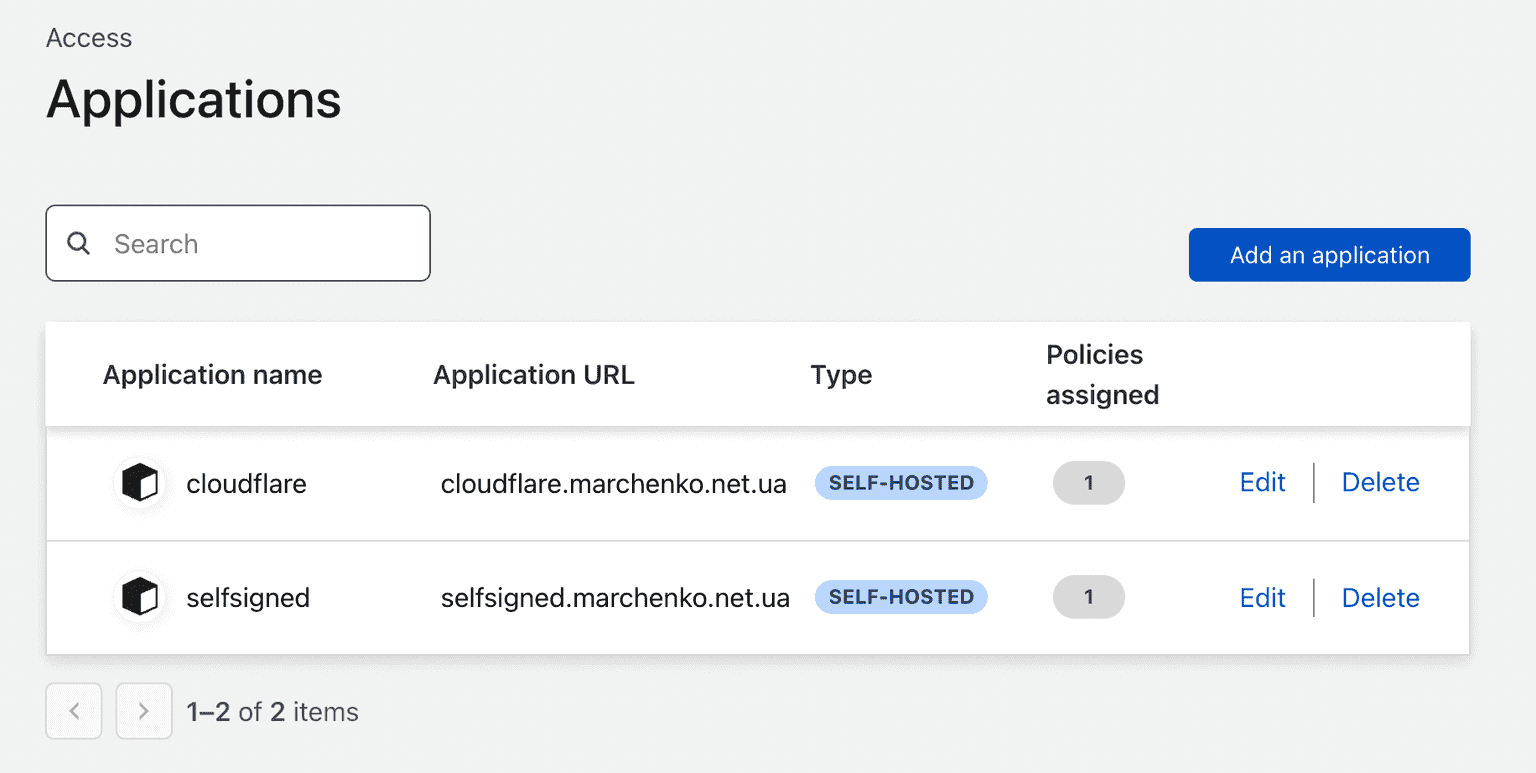 Access
Applications
Search
Add an application
Application name Application URL Type Policies assigned
cloudflare cloudflare.marchenko.net.ua SELF-HOSTED 1 Edit Delete
selfsigned selfsigned.marchenko.net.ua SELF-HOSTED 1 Edit Delete
1–2 of 2 items